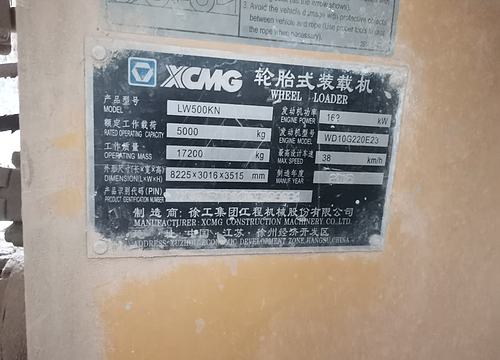 3. Avoid the vehicle damage with protective objects
between vehicle and rope (Use proper tools to
the rope when necessary).
XCMG 轮胎式装载机
WHEEL LOADER
产品型号 MODEL LW500KN 发动机功率 ENGINE POWER kW
额定工作载荷 RATED OPERATING CAPACITY 5000 kg 发动机型号 ENGINE MODEL WD10G220E23
工作质量 OPERATING MASS 17200 kg 最高设计车速 MAX SPEED 38 km/h
外形尺寸(长×宽×高) DIMENSION(L×W×H) 8225×3016×3515 mm 制造年度 MANUF YEAR
产品识别代码(PIN) PRODUCT IDENTIFICATION NUMBER
制造商:徐工集团工程机械股份有限公司
MANUFACTURER:XCMG CONSTRUCTION MACHINERY CO.,LTD.
址:中国·江苏·徐州经济开发区
ADDRESS:XUZHOU ECONOMIC DEVELOPMENT ZONE,JIANGSU,CHINA